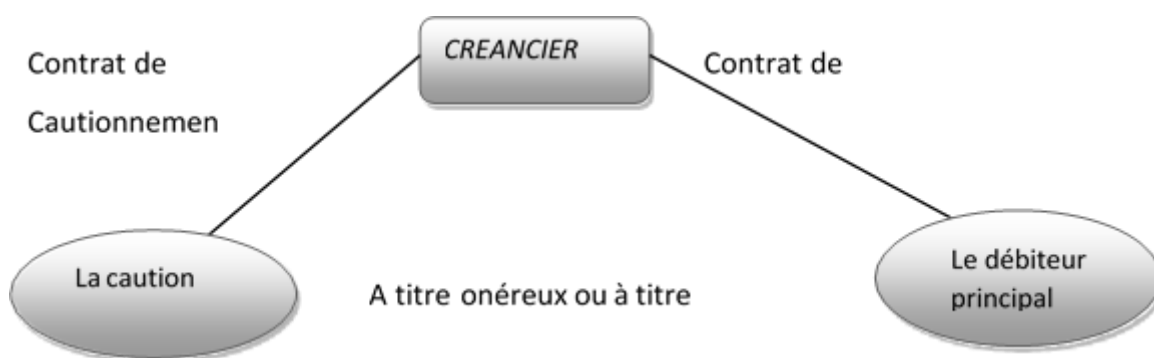 CREANCIER
Contrat de
Cautionnemen
Contrat de
La caution
A titre onéreux ou à titre
Le débiteur
principal